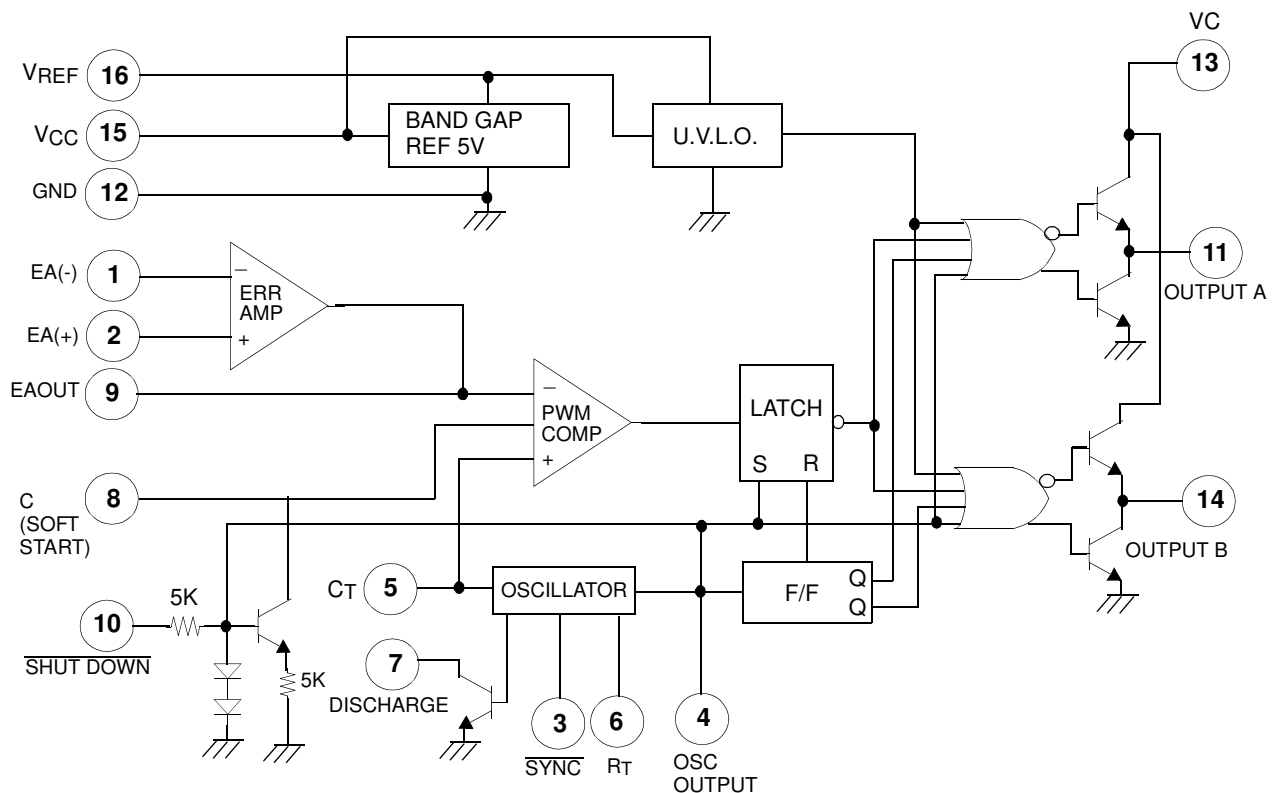 VC
13
VREF 16
BAND GAP
REF 5V
U.V.L.O.
VCC 15
GND 12
EA(-) 1
−
ERR
AMP
+
EA(+) 2
11
OUTPUT A
EAOUT 9
−
PWM
COMP
+
LATCH
S R
C
(SOFT
START)
8
14
OUTPUT B
CT 5
OSCILLATOR
F/F
Q
Q
5K
10
SHUT DOWN
5K
7
DISCHARGE
3
SYNC
6
RT
4
OSC
OUTPUT